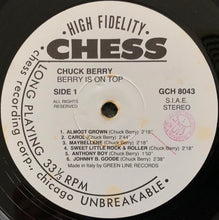 HIGH FIDELITY
CHESS
LONG PLAYING
chess recording corp., chicago
33⅓ RPM
UNBREAKABLE
CHUCK BERRY
BERRY IS ON TOP
SIDE 1
GCH 8043
ALL RIGHTS
RESERVED
S.I.A.E.
STEREO
1 ALMOST GROWN (Chuck Berry) 2'18"
2 CAROL (Chuck Berry) 2'44"
3 MAYBELLENE (Chuck Berry) 2'18"
4 SWEET LITTLE ROCK & ROLLER (Chuck Berry) 2'18"
5 ANTHONY BOY (Chuck Berry) 1'50"
6 JOHNNY B. GOODE (Chuck Berry) 2'38"
Made in Italy by GREEN LINE RECORDS